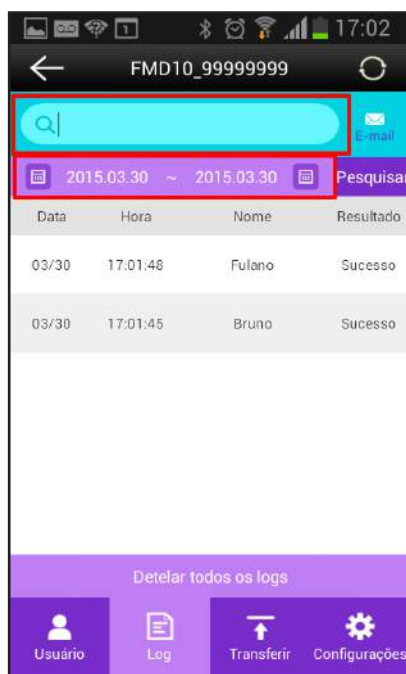 1 17:02
FMD10_99999999
E-mail
2015.03.30 ~ 2015.03.30 Pesquisar
Data Hora Nome Resultado
03/30 17:01:48 Fulano Sucesso
03/30 17:01:45 Bruno Sucesso
Detelar todos os logs
Usuário Log Transferir Configurações